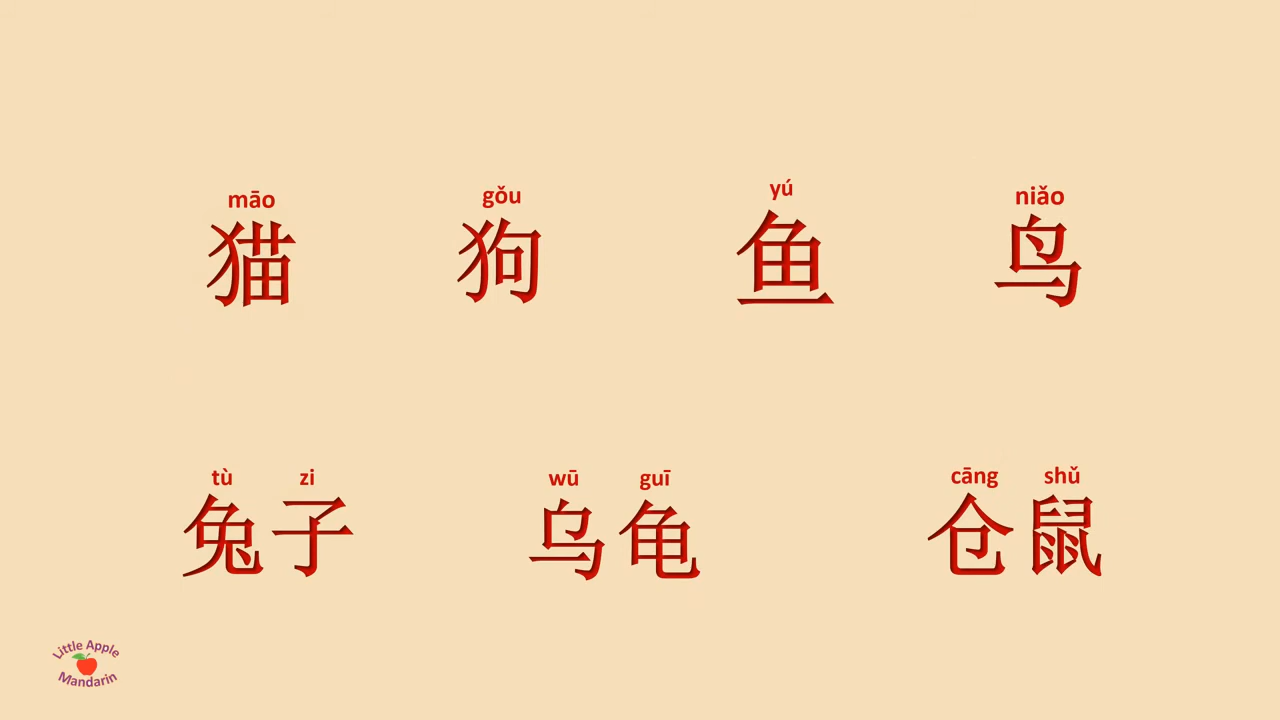 māo gǒu yú niǎo
猫 狗 鱼 鸟
tù zi wū guī cāng shǔ
兔子 乌龟 仓鼠
Little Apple
Mandarin